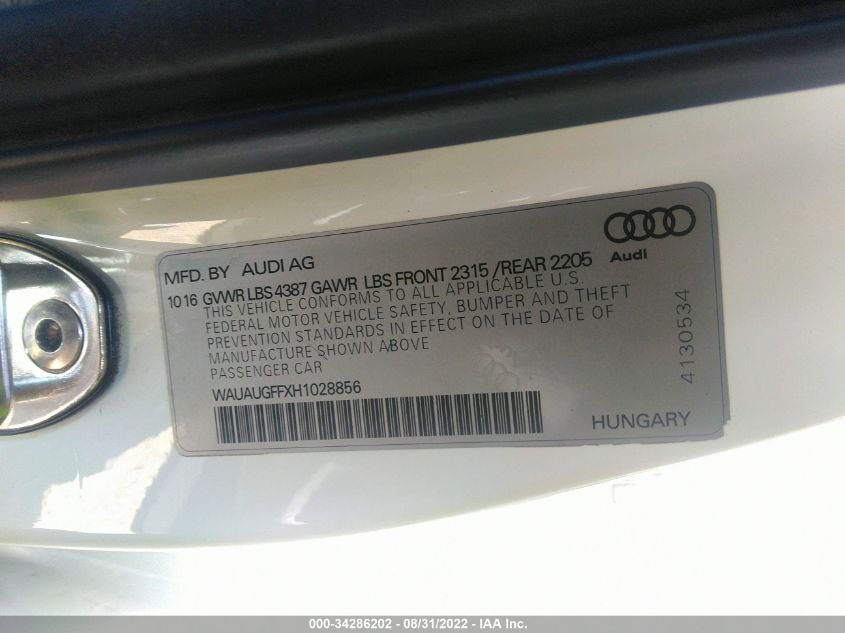 MFD. BY AUDI AG
Audi
10 16 GVWR LBS 4387 GAWR LBS FRONT 2315 /REAR 2205
THIS VEHICLE CONFORMS TO ALL APPLICABLE U.S.
FEDERAL MOTOR VEHICLE SAFETY, BUMPER AND THEFT
PREVENTION STANDARDS IN EFFECT ON THE DATE OF
MANUFACTURE SHOWN ABOVE
PASSENGER CAR
WAUAUGFFXH1028856
HUNGARY
4130534
000-34286202 - 08/31/2022 - IAA Inc.